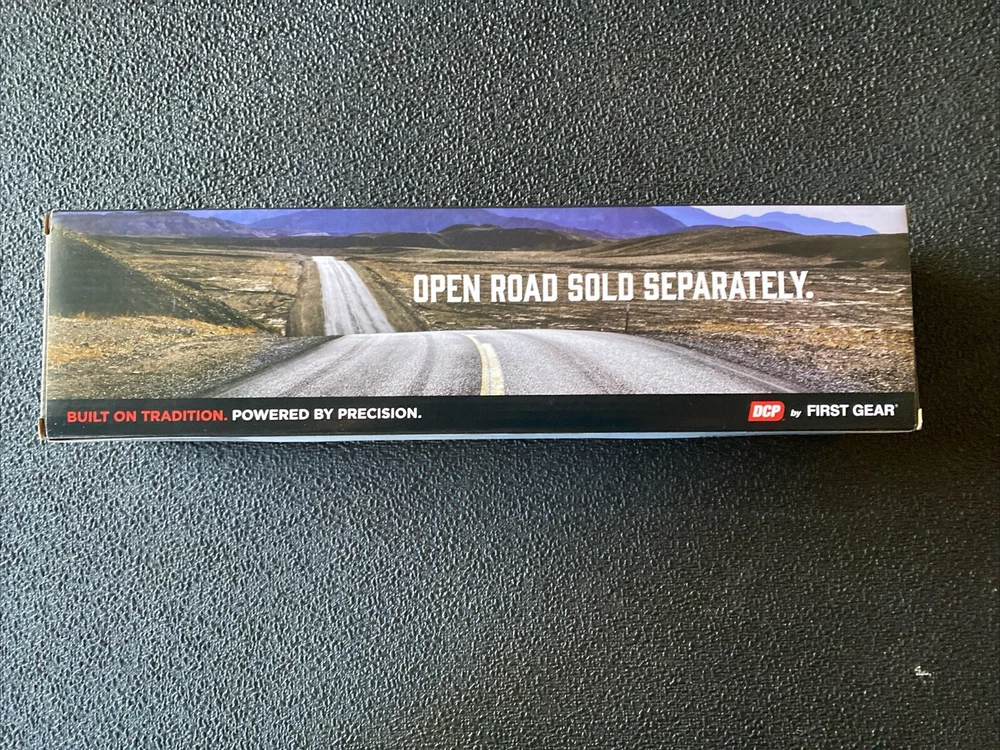 OPEN ROAD SOLD SEPARATELY.
BUILT ON TRADITION. POWERED BY PRECISION.
DCP by FIRST GEAR®